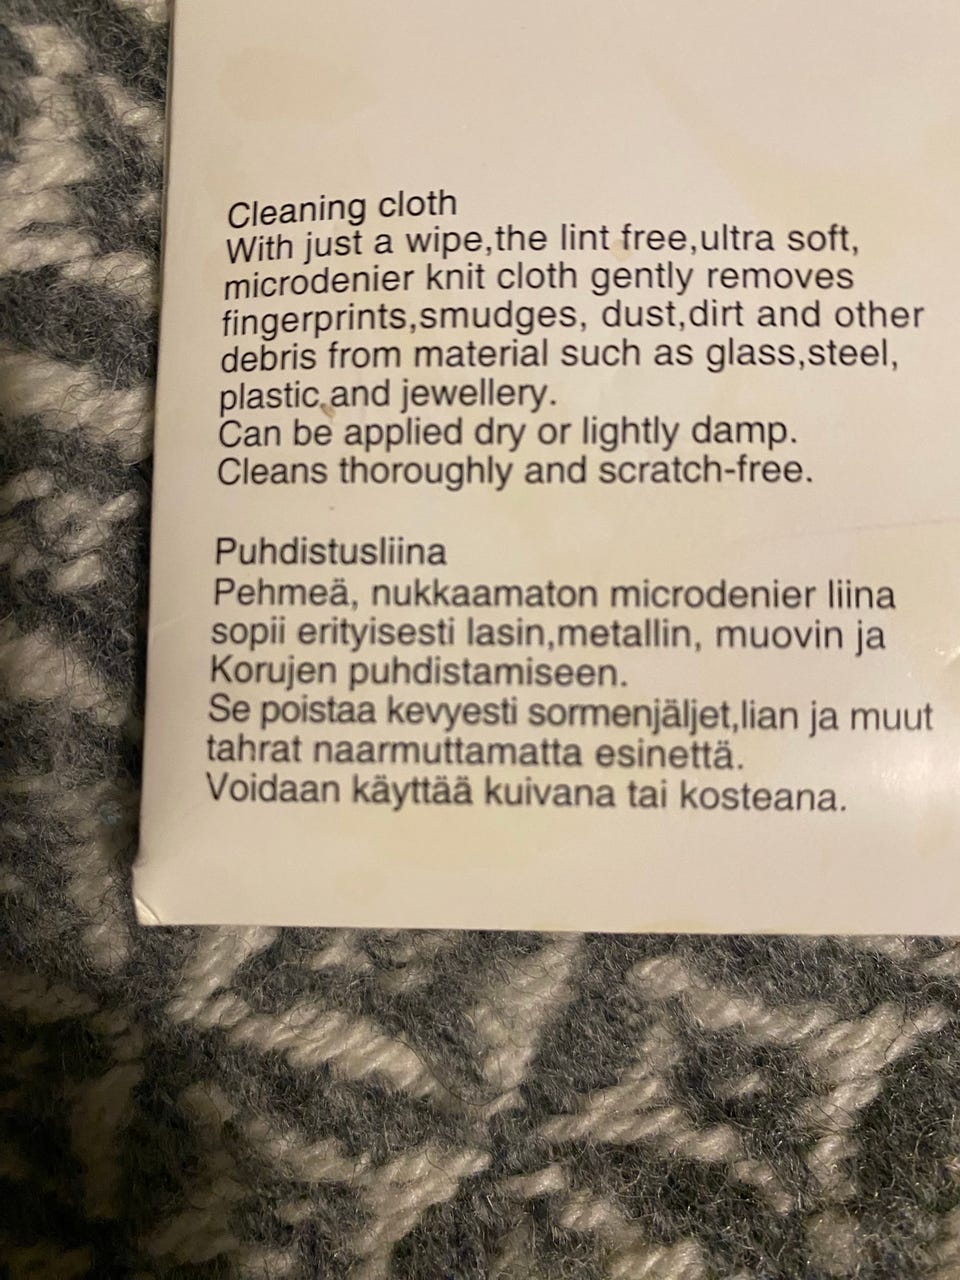 Cleaning cloth
With just a wipe,the lint free,ultra soft,
microdenier knit cloth gently removes
fingerprints,smudges, dust,dirt and other
debris from material such as glass,steel,
plastic,and jewellery.
Can be applied dry or lightly damp.
Cleans thoroughly and scratch-free.
Puhdistusliina
Pehmeä, nukkaamaton microdenier liina
sopii erityisesti lasin,metallin, muovin ja
Korujen puhdistamiseen.
Se poistaa kevyesti sormenjäljet,lian ja muut
tahrat naarmuttamatta esinettä.
Voidaan käyttää kuivana tai kosteana.